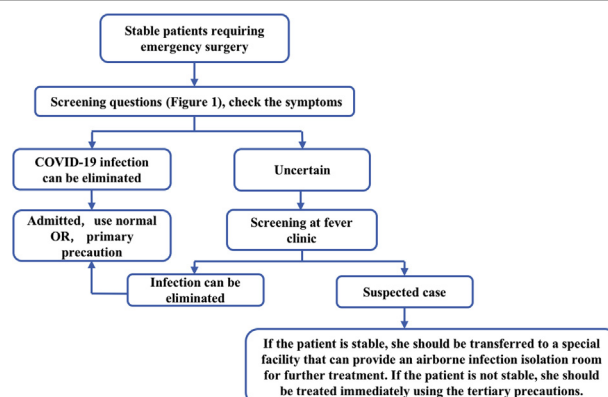 Stable patients requiring
emergency surgery
Screening questions (Figure 1), check the symptoms
COVID-19 infection
can be eliminated
Uncertain
Admitted, use normal
OR, primary
precaution
Screening at fever
clinic
Infection can be
eliminated
Suspected case
If the patient is stable, she should be transferred to a special
facility that can provide an airborne infection isolation room
for further treatment. If the patient is not stable, she should
be treated immediately using the tertiary precautions.